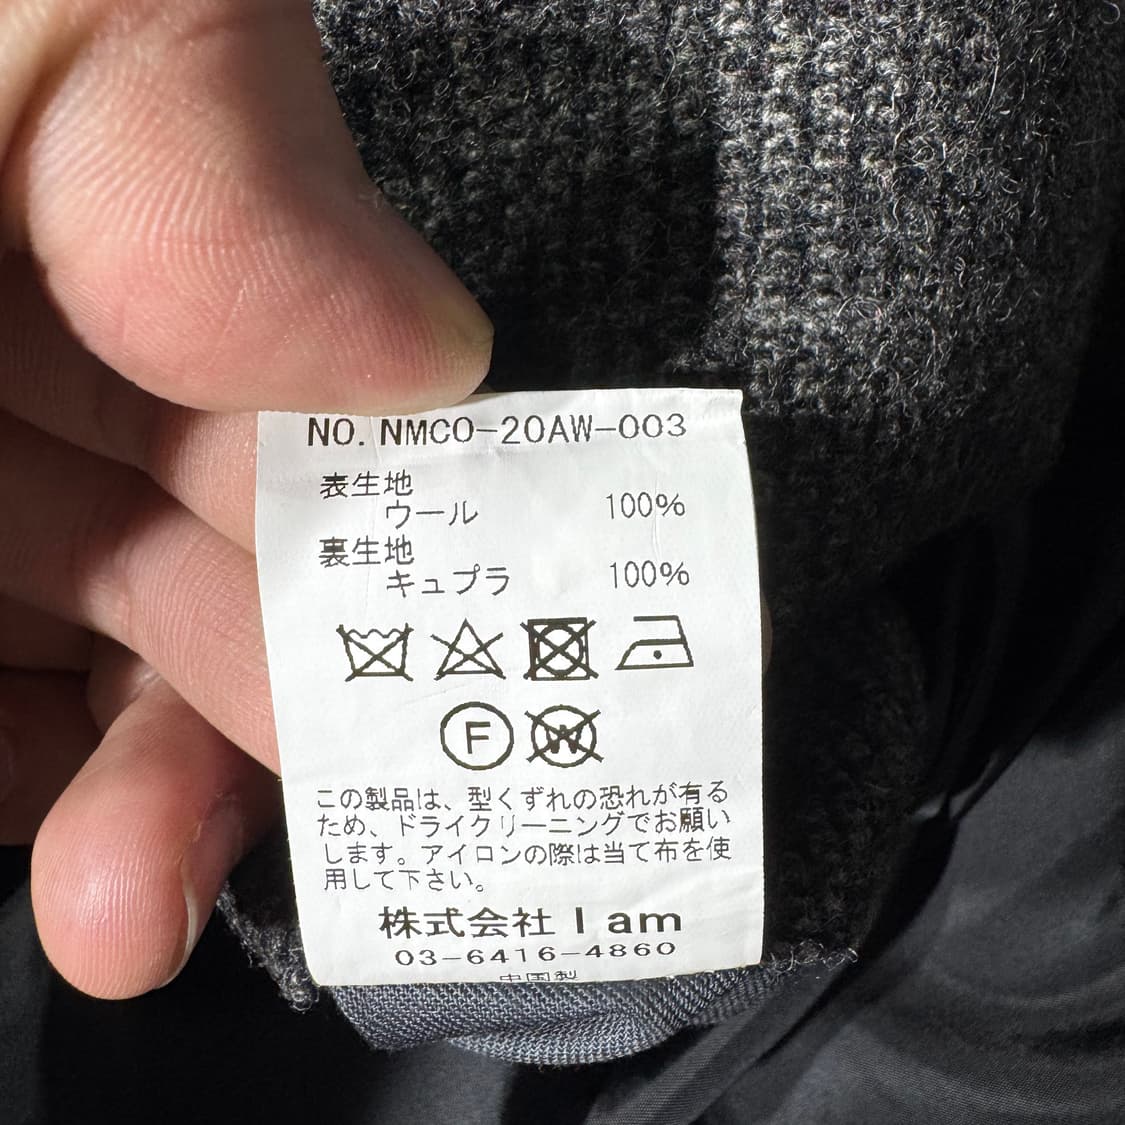 NO. NMCO-20AW-003
表生地
ウール 100%
裏生地
キュプラ 100%
F W
この製品は、型くずれの恐れが有る
ため、ドライクリーニングでお願い
します。アイロンの際は当て布を使
用して下さい。
株式会社 I am
03-6416-4860
中国製